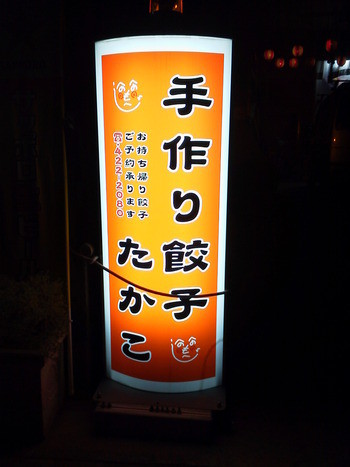 手作り餃子
たかこ
お持ち帰り餃子
ご予約承ります
☎422-2080